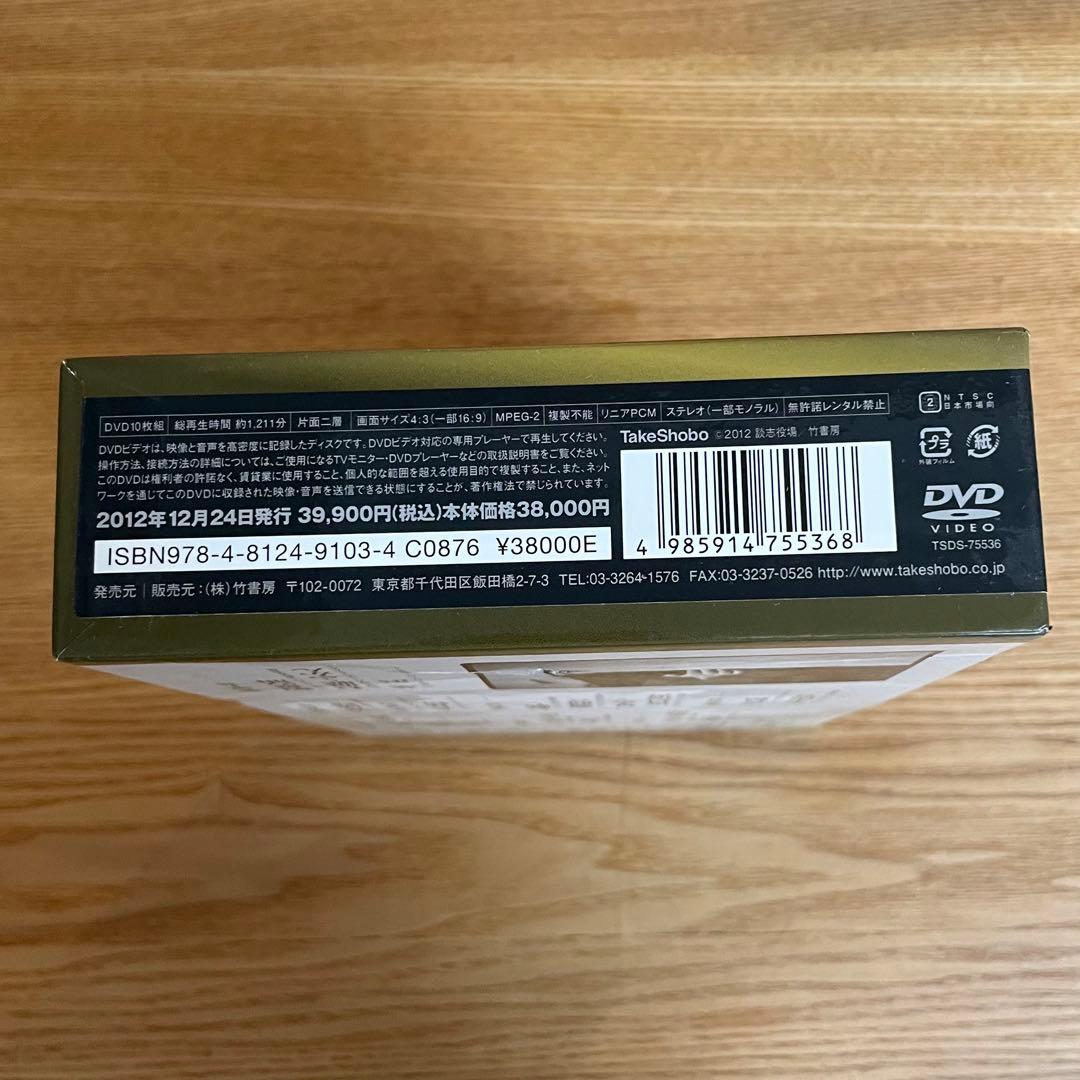 DVD10枚組 総再生時間 約1,211分 片面二層 画面サイズ4:3(一部16:9) MPEG-2 複製不能 リニアPCM ステレオ(一部モノラル) 無許諾レンタル禁止
DVDビデオは、映像と音声を高密度に記録したディスクです。DVDビデオ対応の専用プレーヤーで再生してください。
操作方法、接続方法の詳細については、ご使用になるTVモニター・DVDプレーヤーなどの取扱説明書をご覧ください。
このDVDは権利者の許諾なく、賃貸業に使用すること、個人的な範囲を超える使用目的で複製すること、また、ネット
ワークを通じてこのDVDに収録された映像・音声を送信できる状態にすることが、著作権法で禁じられています。
2012年12月24日発行 39,900円(税込)本体価格38,000円
ISBN978-4-8124-9103-4 C0876 ¥38000E
TakeShobo ©2012 談志役場/竹書房
4 985914 755368
2 NTSC
日本市場向
プラ
外装フィルム
紙
DVD
VIDEO
TSDS-75536
発売元|販売元:(株)竹書房 〒102-0072 東京都千代田区飯田橋2-7-3 TEL:03-3264-1576 FAX:03-3237-0526 http://www.takeshobo.co.jp